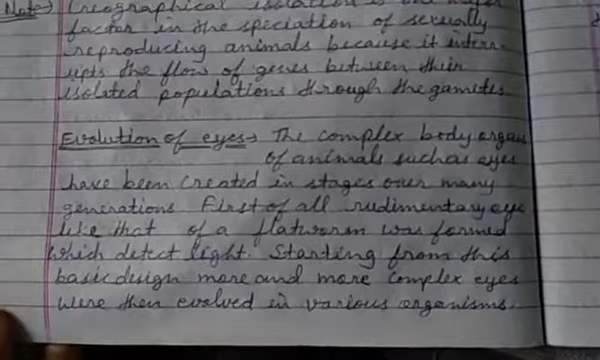 Note→ Geographical isolation is one major
factor in the speciation of sexually
reproducing animals because it inter-
upts the flow of genes between their
isolated populations through the gametes
Evolution of eyes→ The complex body organs
of animals such as eyes
have been created in stages over many
generations First of all rudimentary eye
like that of a flatworm was formed
which detect light. Starting from this
basic design more and more complex eyes
were then evolved in various organisms.